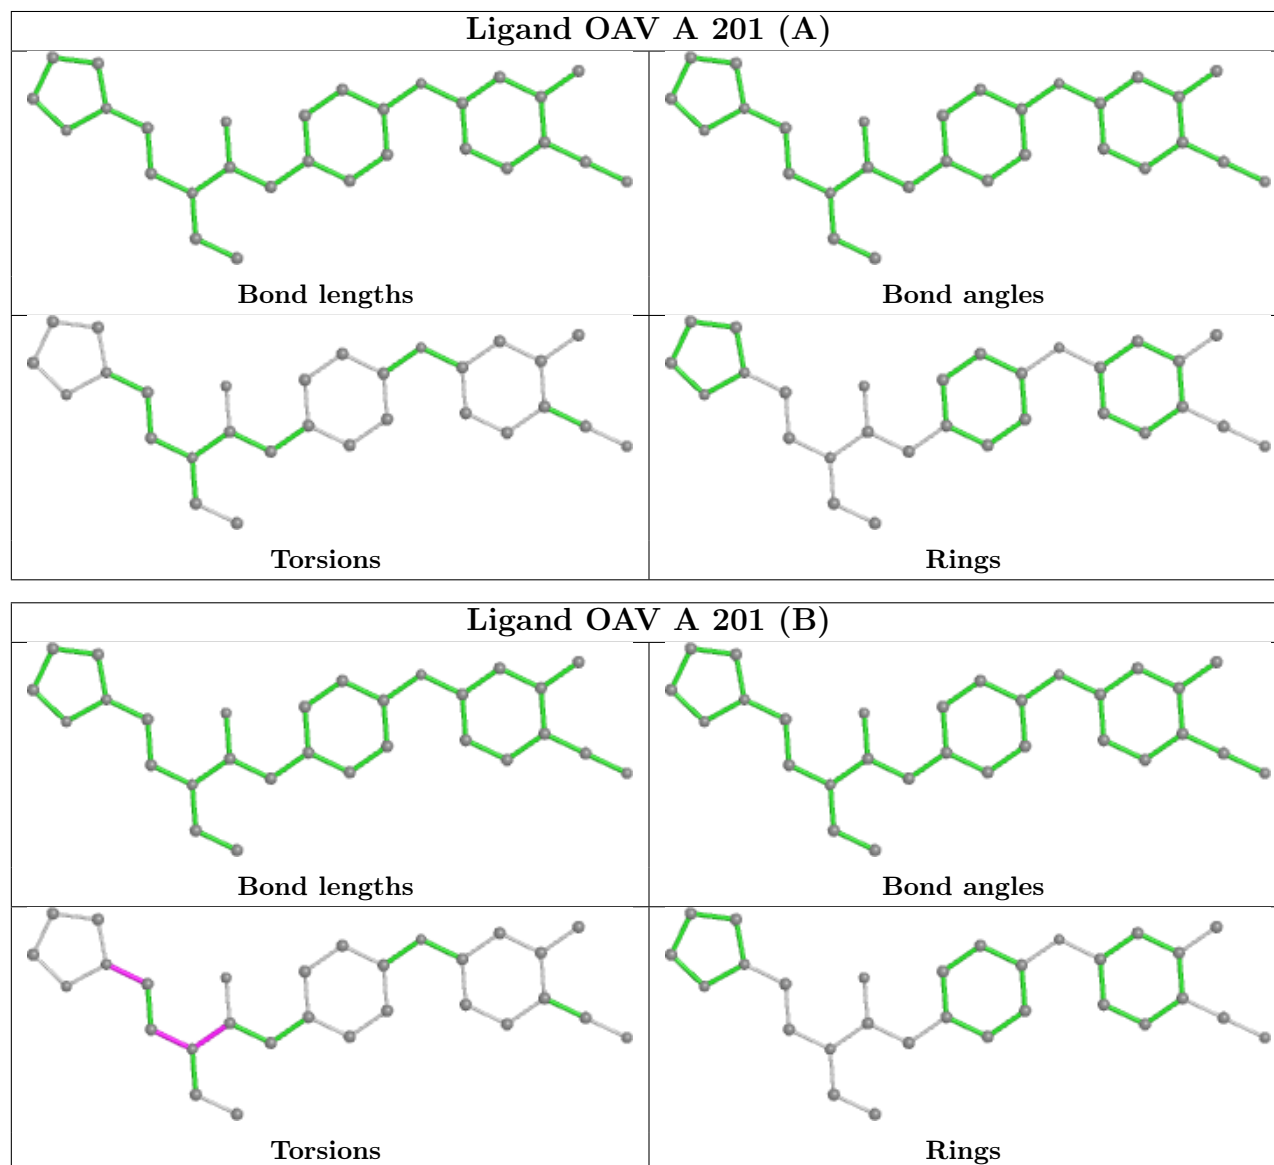 Ligand OAV A 201 (A)
Bond lengths
Bond angles
Torsions
Rings
Ligand OAV A 201 (B)
Bond lengths
Bond angles
Torsions
Rings